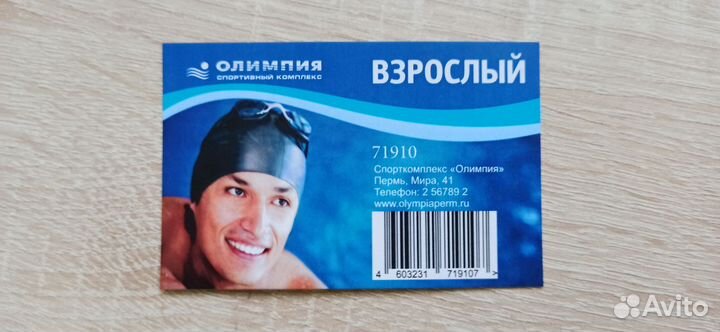 ОЛИМПИЯ
СПОРТИВНЫЙ КОМПЛЕКС
ВЗРОСЛЫЙ
71910
Спорткомплекс «Олимпия»
Пермь, Мира, 41
Телефон: 2 56789 2
www.olympiaperm.ru
4 603231 719107 >
Avito